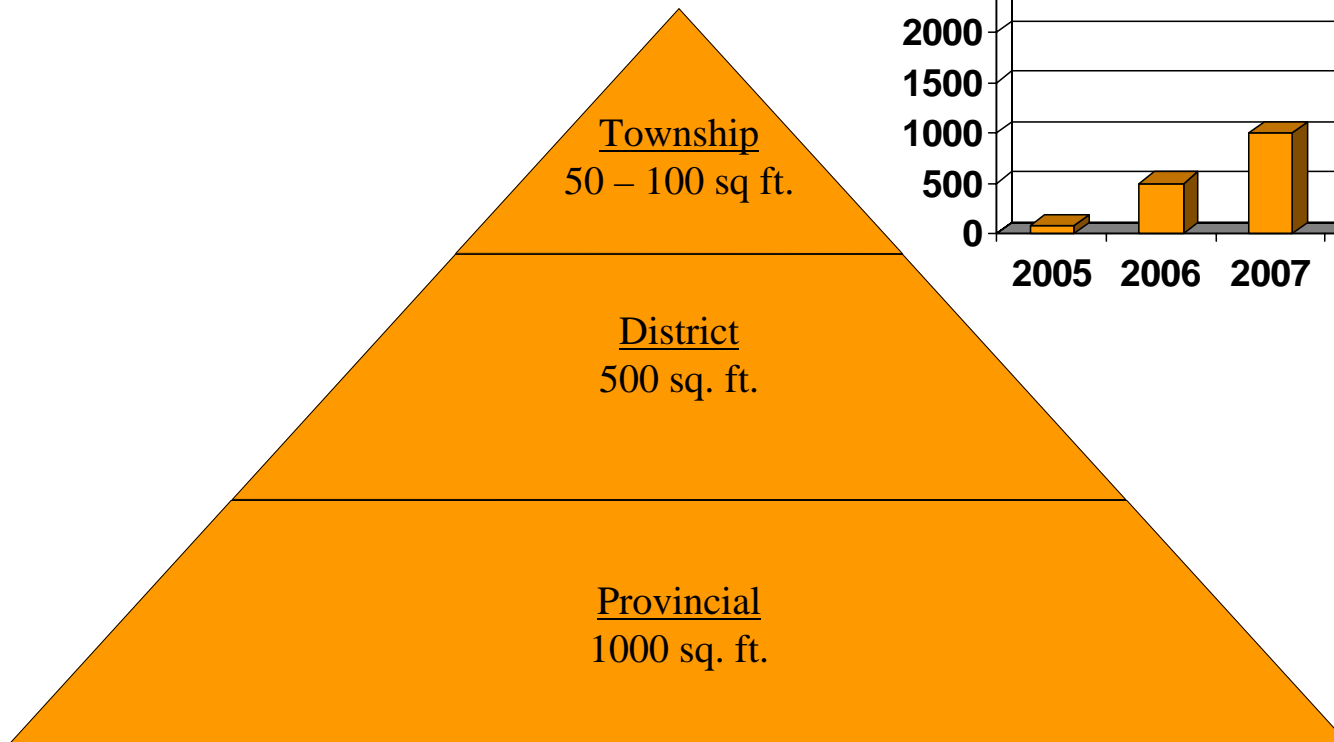 Township
50 – 100 sq ft.
District
500 sq. ft.
Provincial
1000 sq. ft.
2000
1500
1000
500
0
2005 2006 2007